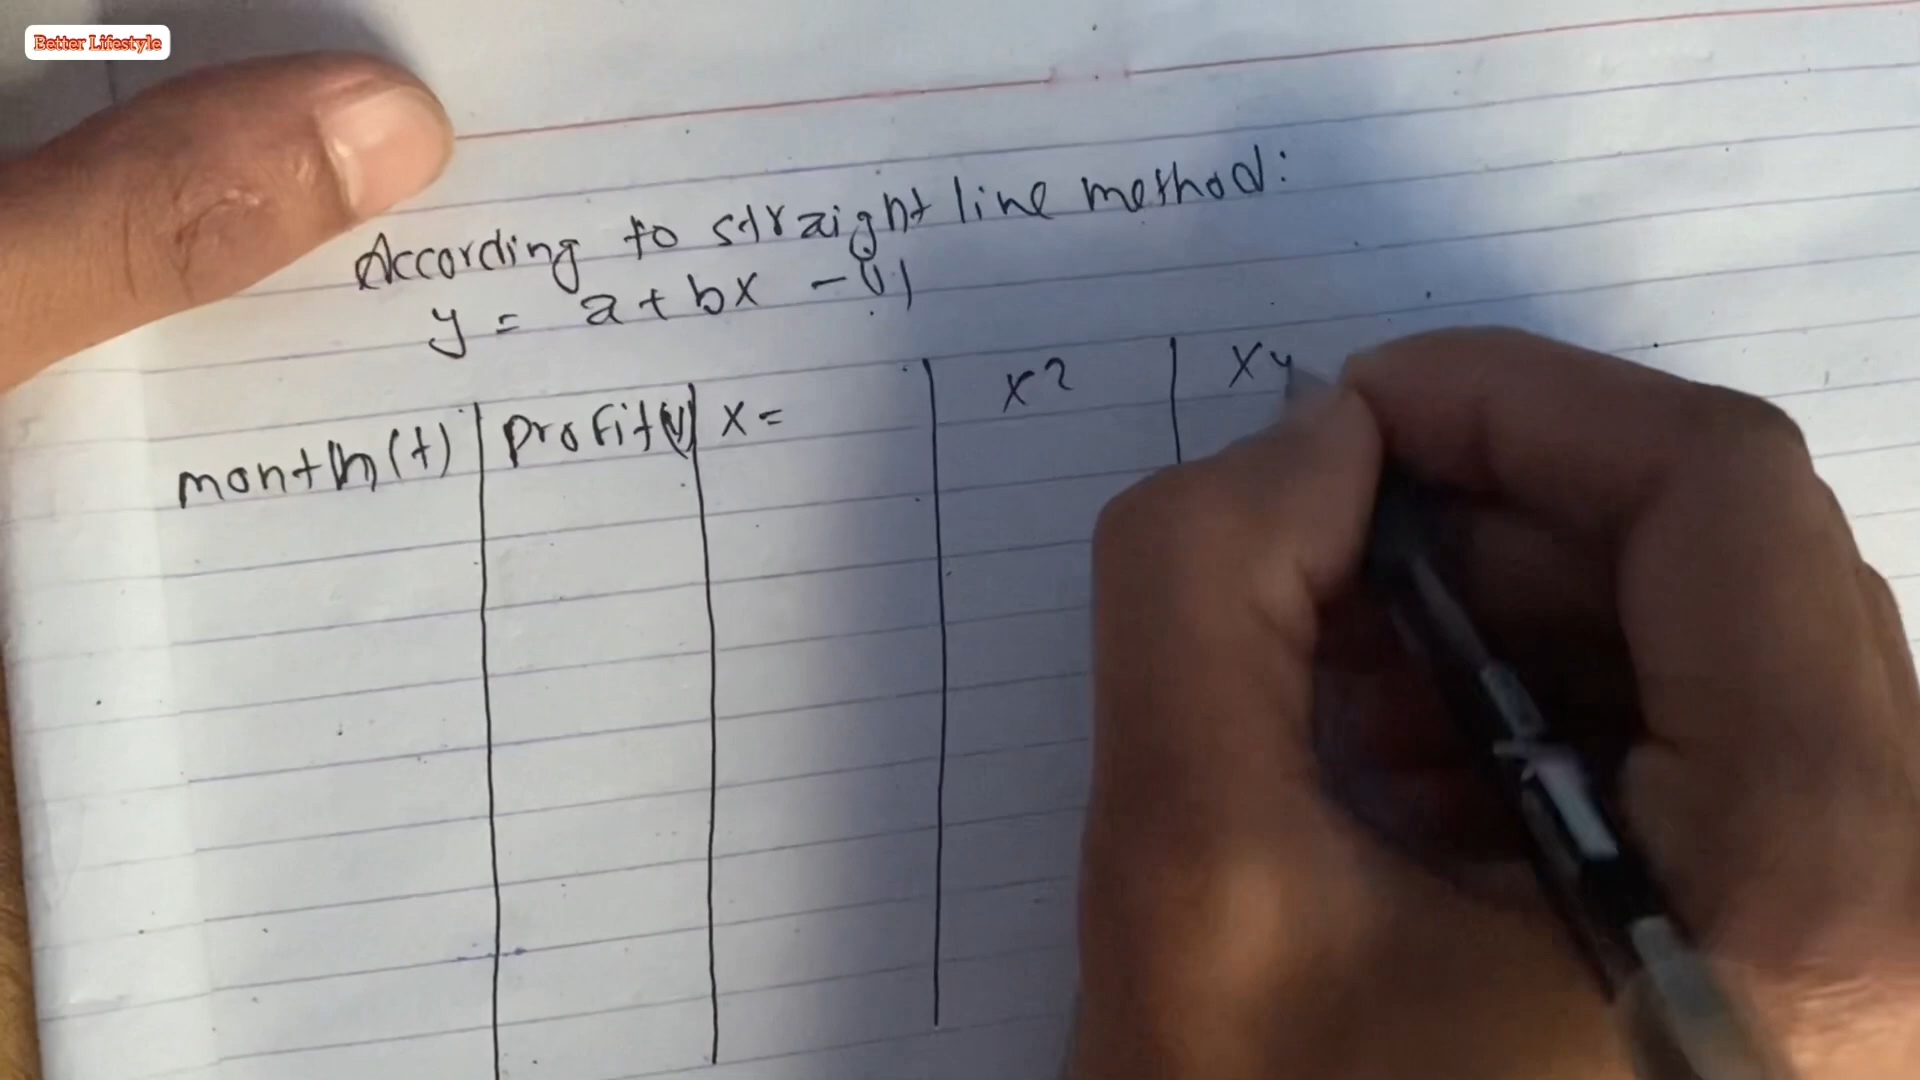 Better Lifestyle
According to straight line method:
y = a + bx - (1)
month(t) profit(y) x = x2 xy